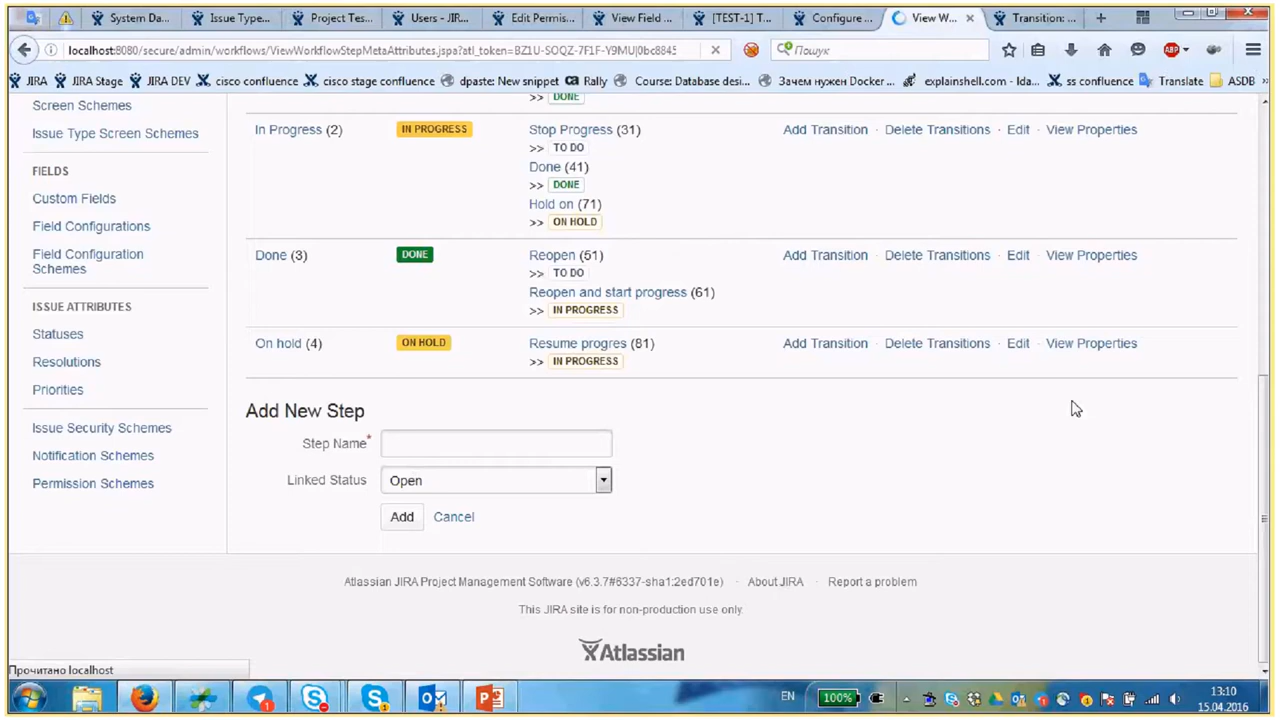 System Da...
Issue Type...
Project Tes...
Users - JIR...
Edit Permis...
View Field ...
[TEST-1] T...
Configure ...
View W...
Transition: ...
localhost:8080/secure/admin/workflows/ViewWorkflowStepMetaAttributes.jspa?atl_token=BZ1U-SOQZ-7F1F-Y9MU|0bc8845
Пошук
JIRA
JIRA Stage
JIRA DEV
cisco confluence
cisco stage confluence
dpaste: New snippet
ca Rally
Course: Database desi...
Зачем нужен Docker ...
explainshell.com - Ida...
ss confluence
Translate
ASDB
Screen Schemes
Issue Type Screen Schemes
FIELDS
Custom Fields
Field Configurations
Field Configuration
Schemes
ISSUE ATTRIBUTES
Statuses
Resolutions
Priorities
Issue Security Schemes
Notification Schemes
Permission Schemes
>> DONE
In Progress (2) IN PROGRESS Stop Progress (31) Add Transition · Delete Transitions · Edit · View Properties
>> TO DO
Done (41)
>> DONE
Hold on (71)
>> ON HOLD
Done (3) DONE Reopen (51) Add Transition · Delete Transitions · Edit · View Properties
>> TO DO
Reopen and start progress (61)
>> IN PROGRESS
On hold (4) ON HOLD Resume progres (81) Add Transition · Delete Transitions · Edit · View Properties
>> IN PROGRESS
Add New Step
Step Name*
Linked Status Open
Add Cancel
Atlassian JIRA Project Management Software (v6.3.7#6337-sha1:2ed701e) · About JIRA · Report a problem
This JIRA site is for non-production use only.
Atlassian
Прочитано localhost
EN
100%
13:10
15.04.2016